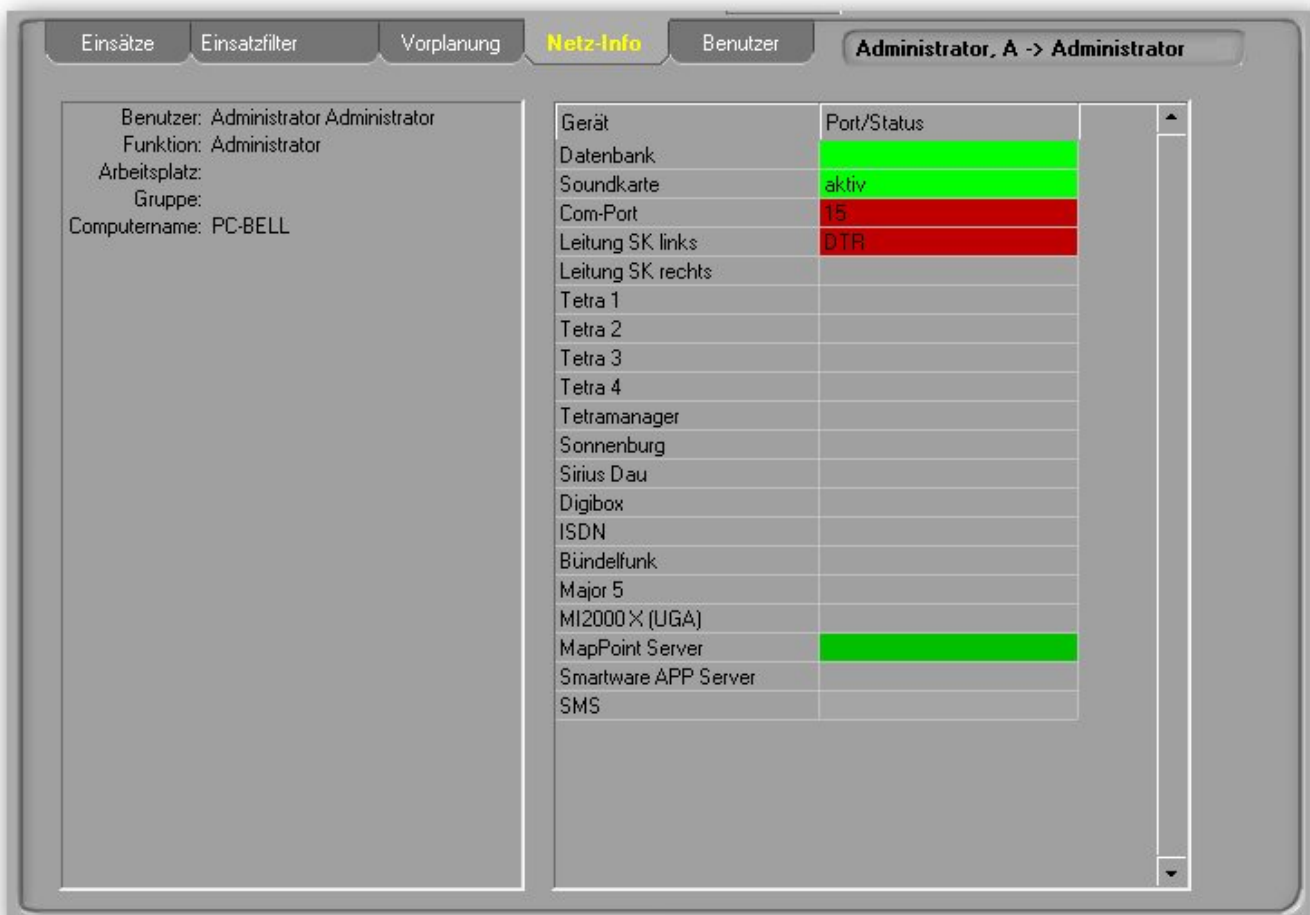 Einsätze Einsatzfilter Vorplanung Netz-Info Benutzer Administrator, A -> Administrator
Benutzer: Administrator Administrator
Funktion: Administrator
Arbeitsplatz:
Gruppe:
Computername: PC-BELL
Gerät Port/Status
Datenbank
Soundkarte aktiv
Com-Port 15
Leitung SK links DTR
Leitung SK rechts
Tetra 1
Tetra 2
Tetra 3
Tetra 4
Tetramanager
Sonnenburg
Sirius Dau
Digibox
ISDN
Bündelfunk
Major 5
MI2000 X (UGA)
MapPoint Server
Smartware APP Server
SMS